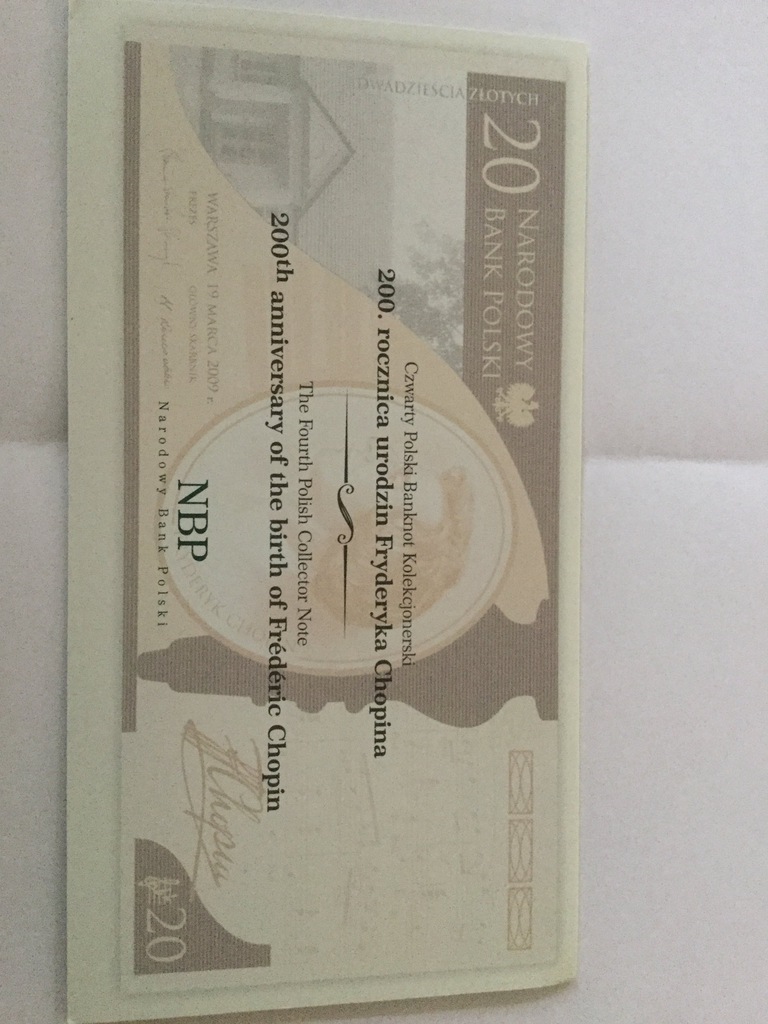 DWADZIEŚCIA ZŁOTYCH
20 NARODOWY
BANK POLSKI
Czwarty Polski Banknot Kolekcjonerski
200. rocznica urodzin Fryderyka Chopina
The Fourth Polish Collector Note
200th anniversary of the birth of Frédéric Chopin
WARSZAWA 19 MARCA 2009 r.
PREZES GŁÓWNY SKARBNIK
NBP
Narodowy Bank Polski
FChopin
20